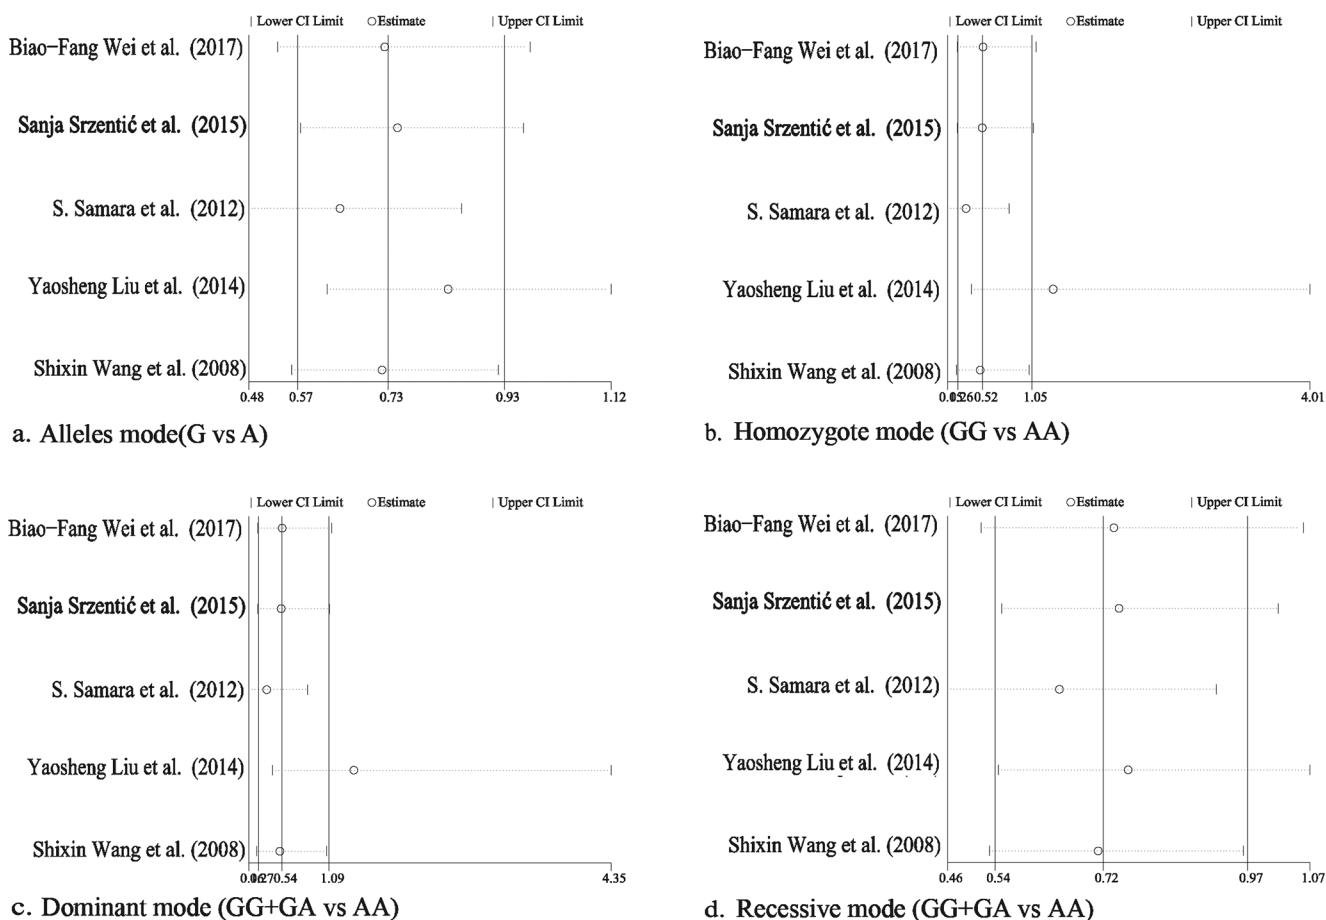 | Lower CI Limit ○ Estimate | Upper CI Limit
Biao-Fang Wei et al. (2017)
Sanja Srzentić et al. (2015)
S. Samara et al. (2012)
Yaosheng Liu et al. (2014)
Shixin Wang et al. (2008)
0.48 0.57 0.73 0.93 1.12
a. Alleles mode(G vs A)
| Lower CI Limit ○ Estimate | Upper CI Limit
Biao-Fang Wei et al. (2017)
Sanja Srzentić et al. (2015)
S. Samara et al. (2012)
Yaosheng Liu et al. (2014)
Shixin Wang et al. (2008)
0.52 1.05 4.01
b. Homozygote mode (GG vs AA)
| Lower CI Limit ○ Estimate | Upper CI Limit
Biao-Fang Wei et al. (2017)
Sanja Srzentić et al. (2015)
S. Samara et al. (2012)
Yaosheng Liu et al. (2014)
Shixin Wang et al. (2008)
0.54 1.09 4.35
c. Dominant mode (GG+GA vs AA)
| Lower CI Limit ○ Estimate | Upper CI Limit
Biao-Fang Wei et al. (2017)
Sanja Srzentić et al. (2015)
S. Samara et al. (2012)
Yaosheng Liu et al. (2014)
Shixin Wang et al. (2008)
0.46 0.54 0.72 0.97 1.07
d. Recessive mode (GG+GA vs AA)